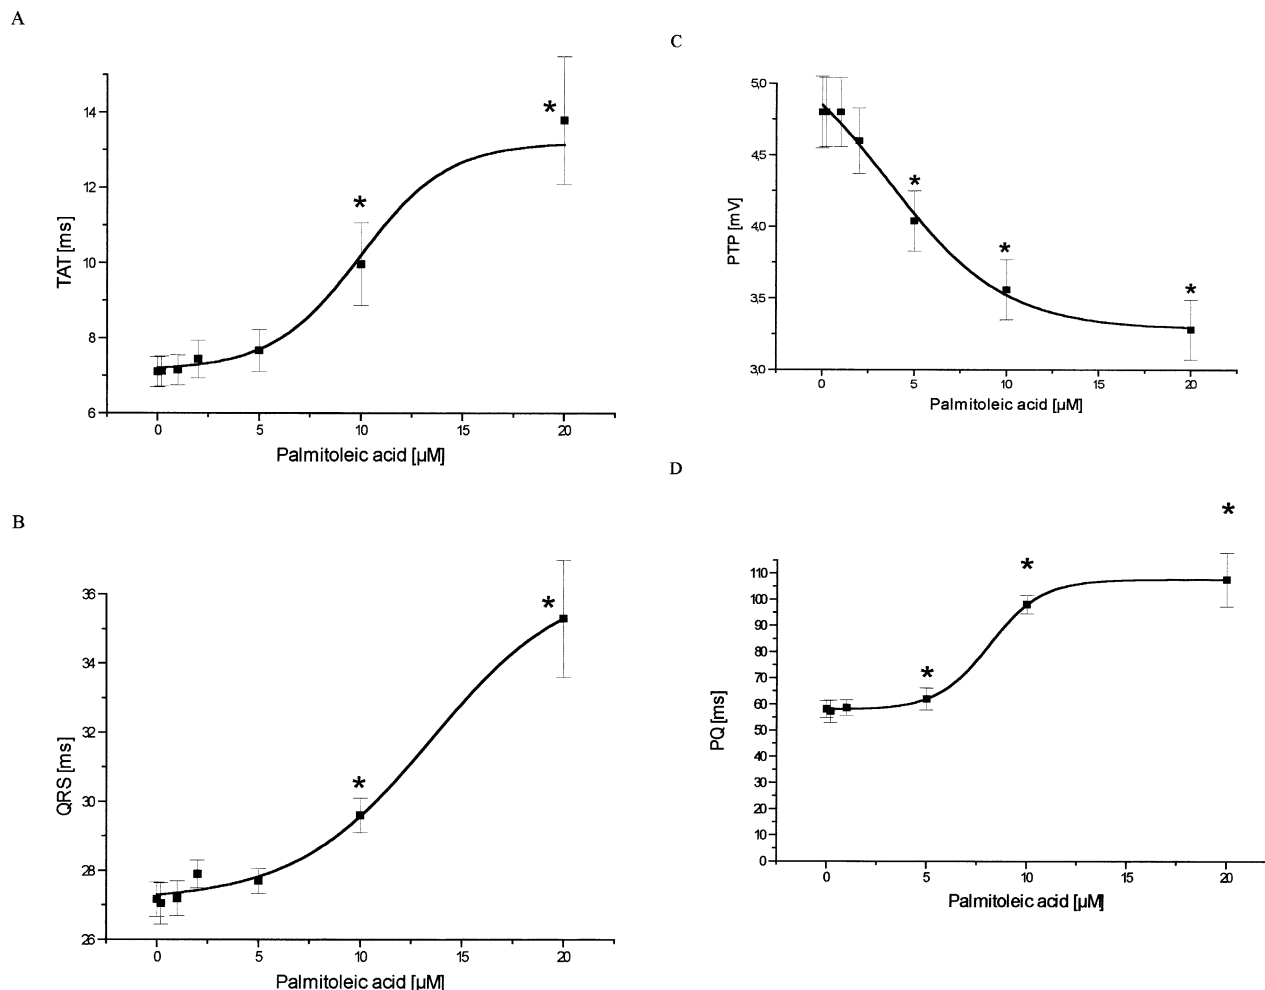 A
TAT [ms]
14
12
10
8
6
0 5 10 15 20
Palmitoleic acid [µM]
* *
B
QRS [ms]
36
34
32
30
28
26
0 5 10 15 20
Palmitoleic acid [µM]
* *
C
PTP [mV]
5,0
4,5
4,0
3,5
3,0
0 5 10 15 20
Palmitoleic acid [µM]
* * *
D
PQ [ms]
110
100
90
80
70
60
50
40
30
20
10
0
0 5 10 15 20
Palmitoleic acid [µM]
* * *